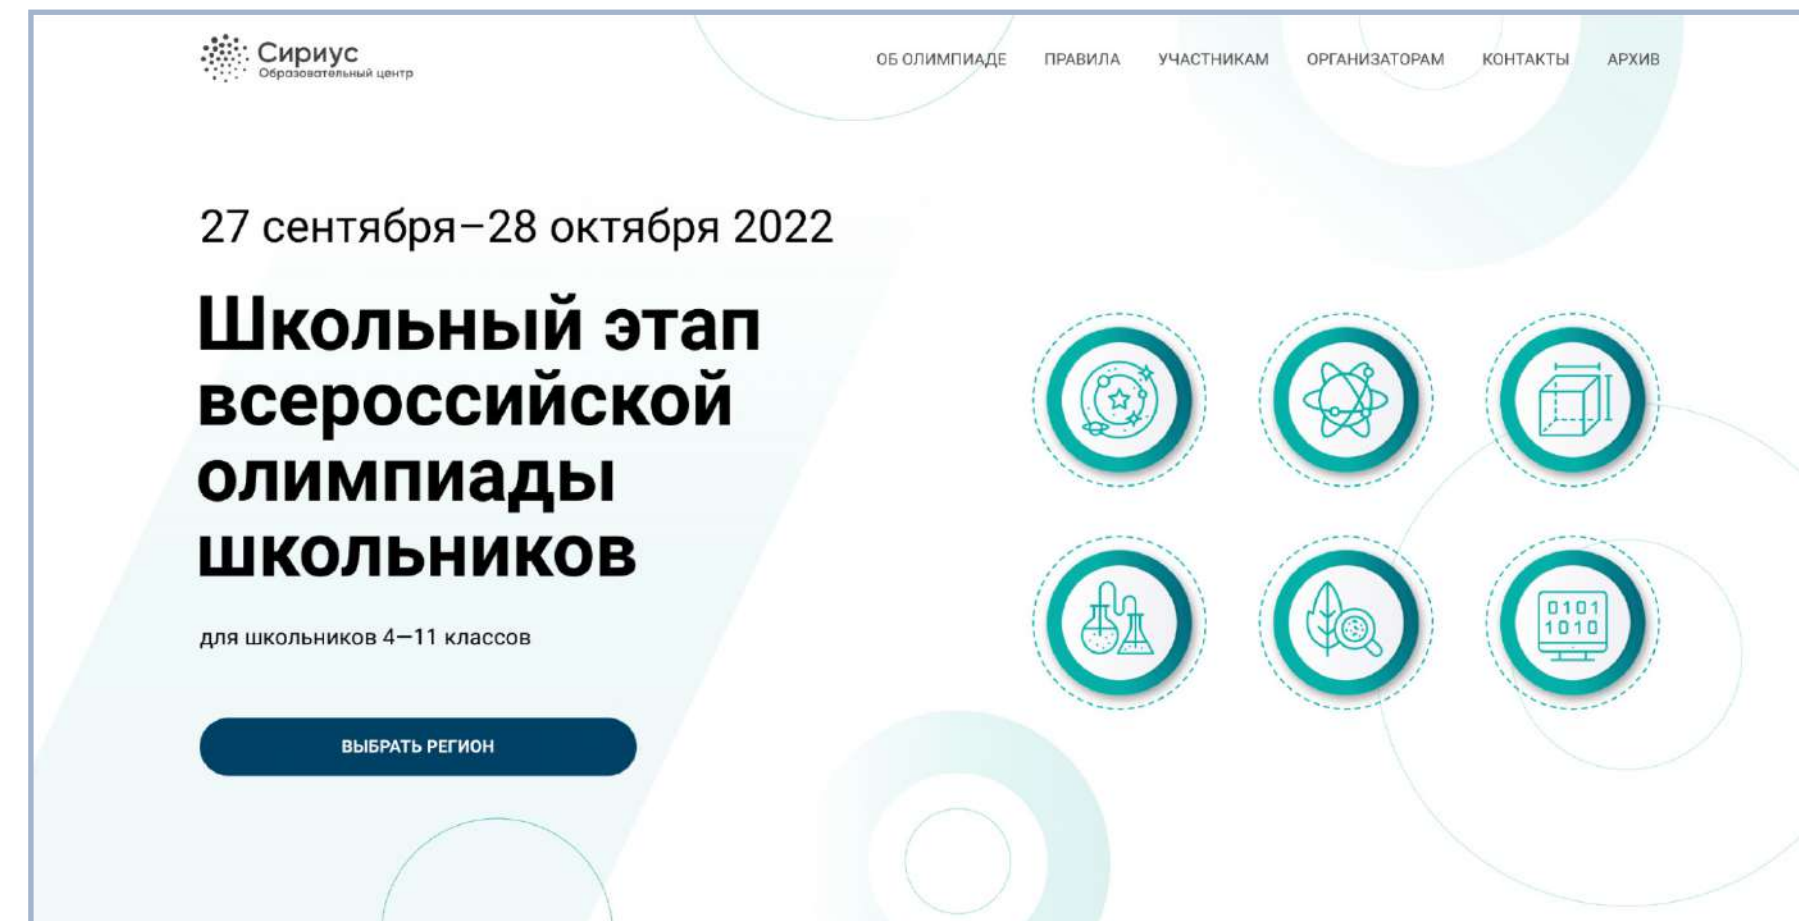 Сириус
Образовательный центр
ОБ ОЛИМПИАДЕ ПРАВИЛА УЧАСТНИКАМ ОРГАНИЗАТОРАМ КОНТАКТЫ АРХИВ
27 сентября–28 октября 2022
Школьный этап
всероссийской
олимпиады
школьников
для школьников 4—11 классов
ВЫБРАТЬ РЕГИОН
0101
1010